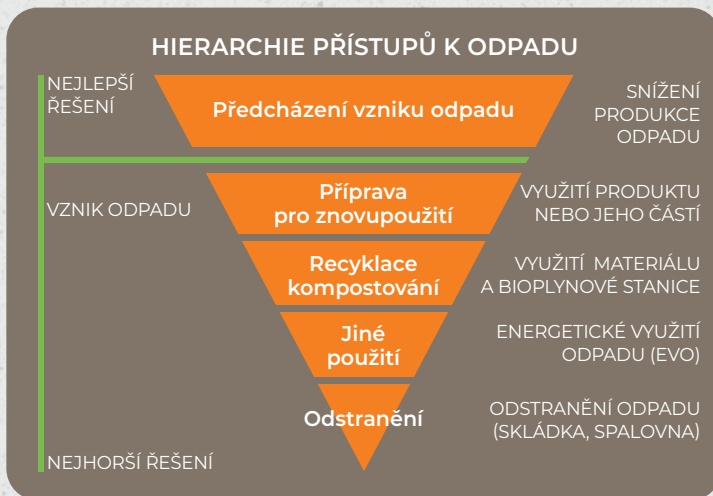 HIERARCHIE PŘÍSTUPŮ K ODPADU
NEJLEPŠÍ
ŘEŠENÍ
Předcházení vzniku odpadu
SNÍŽENÍ
PRODUKCE
ODPADU
VZNIK ODPADU
Příprava
pro znovupoužití
VYUŽITÍ PRODUKTU
NEBO JEHO ČÁSTÍ
Recyklace
kompostování
VYUŽITÍ MATERIÁLU
A BIOPLYNOVÉ STANICE
Jiné
použití
ENERGETICKÉ VYUŽITÍ
ODPADU (EVO)
Odstranění
ODSTRANĚNÍ ODPADU
(SKLÁDKA, SPALOVNA)
NEJHORŠÍ ŘEŠENÍ